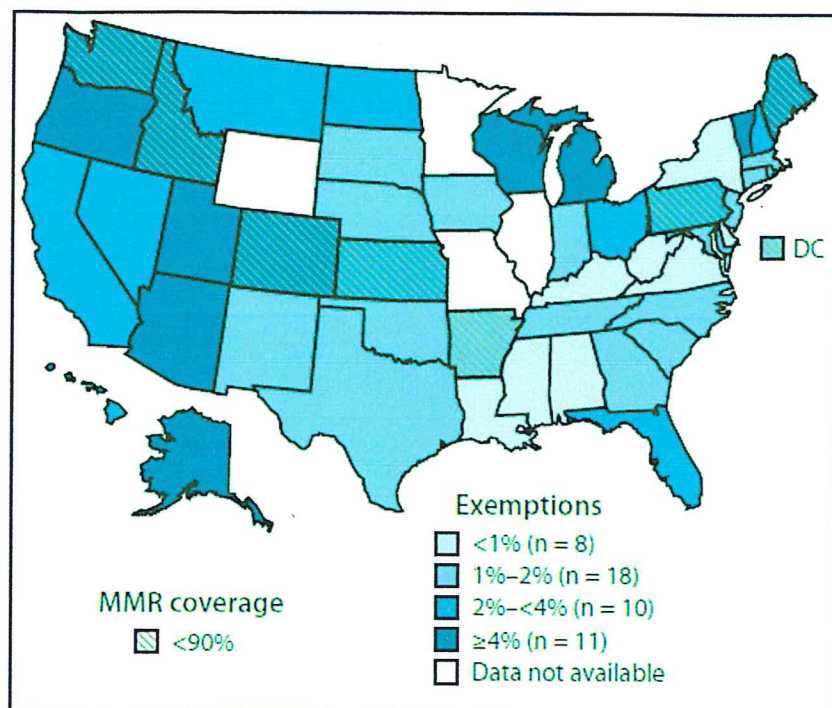 DC
Exemptions
<1% (n = 8)
1%–2% (n = 18)
2%–<4% (n = 10)
≥4% (n = 11)
Data not available
MMR coverage
<90%